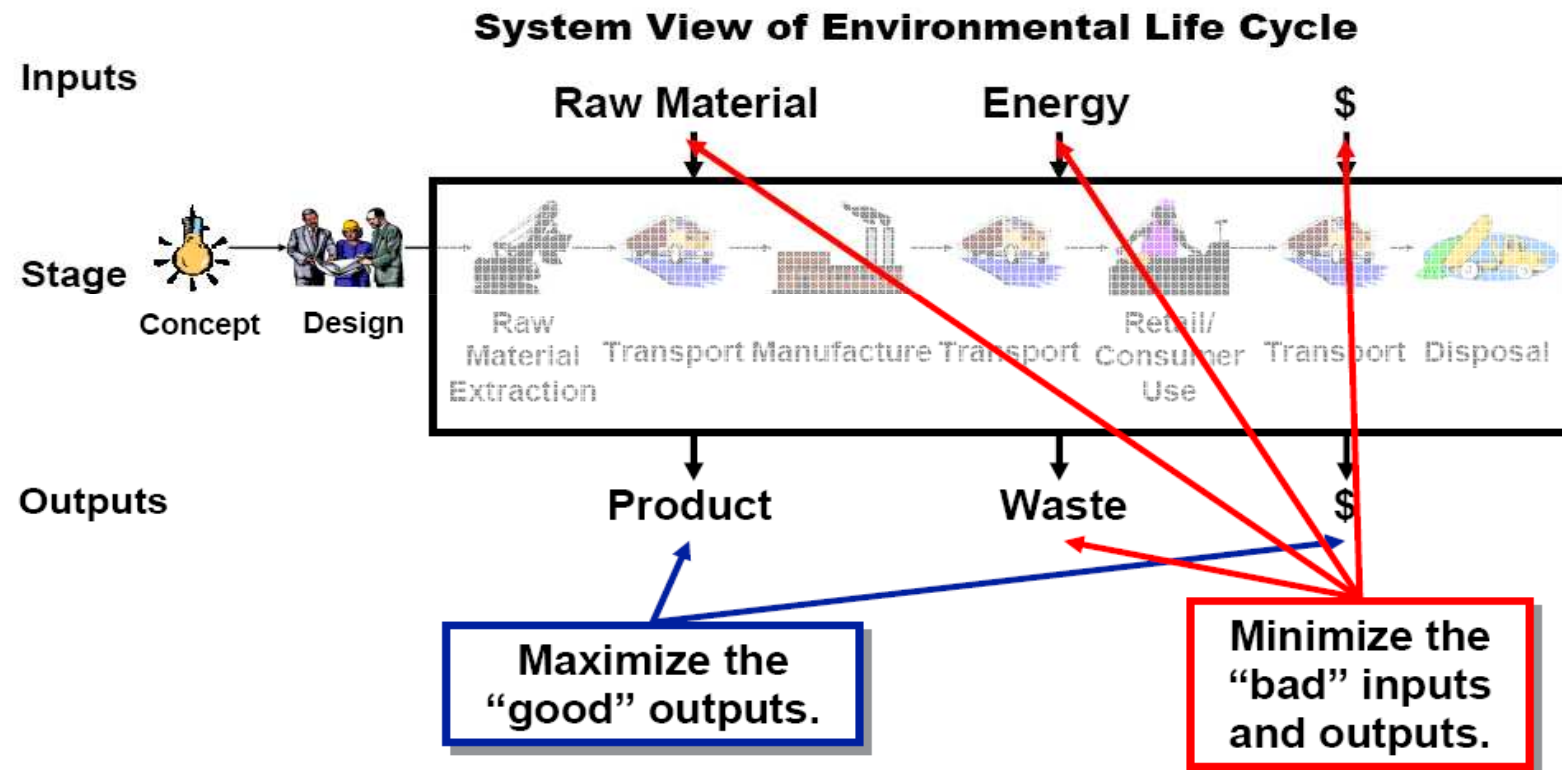 System View of Environmental Life Cycle
Inputs
Raw Material
Energy
$
Stage
Concept
Design
Raw
Material
Extraction
Transport
Manufacture
Transport
Retail/
Consumer
Use
Transport
Disposal
Outputs
Product
Waste
$
Maximize the
“good” outputs.
Minimize the
“bad” inputs
and outputs.